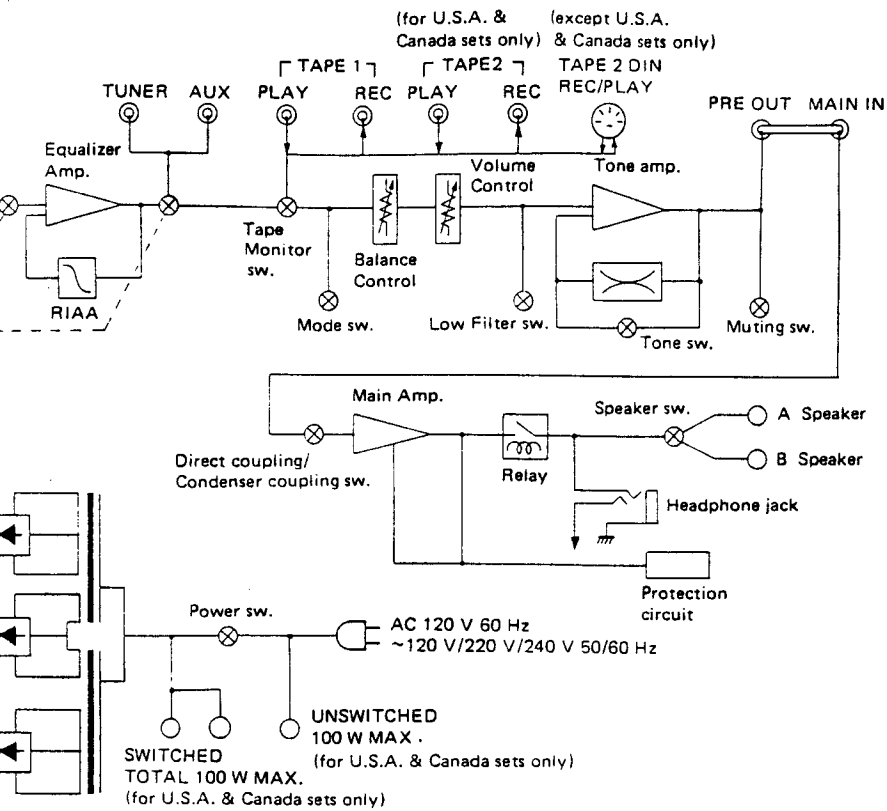 (for U.S.A. &
Canada sets only)
(except U.S.A.
& Canada sets only)
TAPE 1
TAPE2
TAPE 2 DIN
REC/PLAY
TUNER
AUX
PLAY
REC
PLAY
REC
PRE OUT
MAIN IN
Equalizer
Amp.
Volume
Control
Tone amp.
Tape
Monitor
sw.
Balance
Control
RIAA
Mode sw.
Low Filter sw.
Tone sw.
Muting sw.
Main Amp.
Speaker sw.
A Speaker
B Speaker
Direct coupling/
Condenser coupling sw.
Relay
Headphone jack
Protection
circuit
Power sw.
AC 120 V 60 Hz
~120 V/220 V/240 V 50/60 Hz
UNSWITCHED
100 W MAX.
(for U.S.A. & Canada sets only)
SWITCHED
TOTAL 100 W MAX.
(for U.S.A. & Canada sets only)